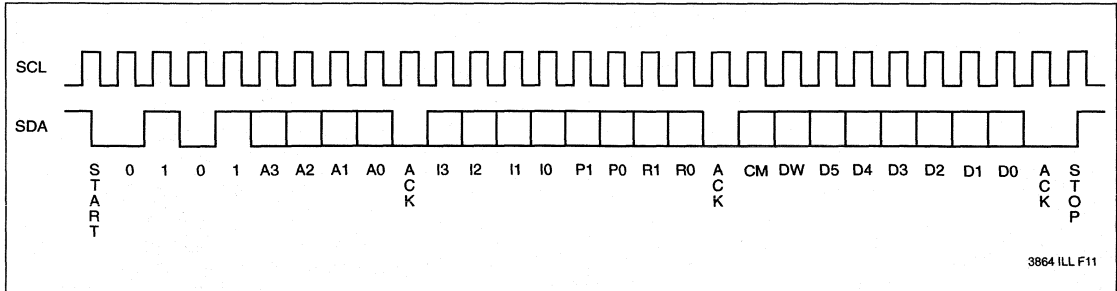 SCL
SDA
START 0 1 0 1 A3 A2 A1 A0 ACK I3 I2 I1 I0 P1 P0 R1 R0 ACK CM DW D5 D4 D3 D2 D1 D0 ACK STOP
3864 ILL F11